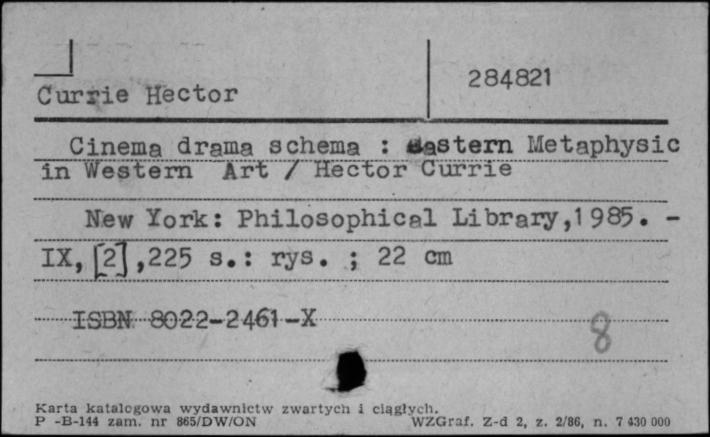 284821
Currie Hector
Cinema drama schema : eastern Metaphysic
in Western Art / Hector Currie
New York: Philosophical Library,1985. -
IX, [2],225 s.: rys. ; 22 cm
ISBN 8022-2461-X
8
Karta katalogowa wydawnictw zwartych i ciągłych.
P -B-144 zam. nr 865/DW/ON WZGraf. Z-d 2, z. 2/86, n. 7 430 000